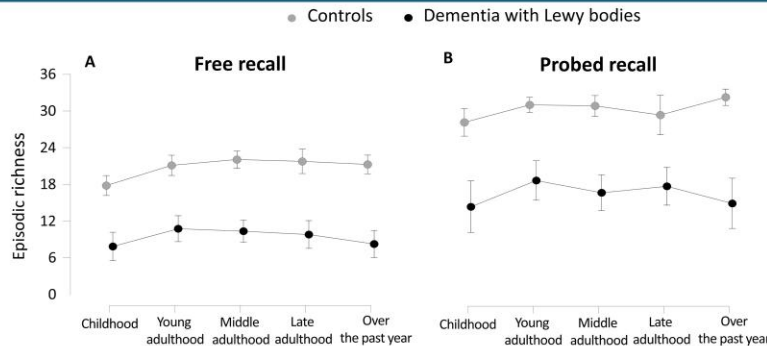 Controls Dementia with Lewy bodies
A Free recall
B Probed recall
Episodic richness
36
30
24
18
12
6
0
Childhood Young adulthood Middle adulthood Late adulthood Over the past year
Childhood Young adulthood Middle adulthood Late adulthood Over the past year